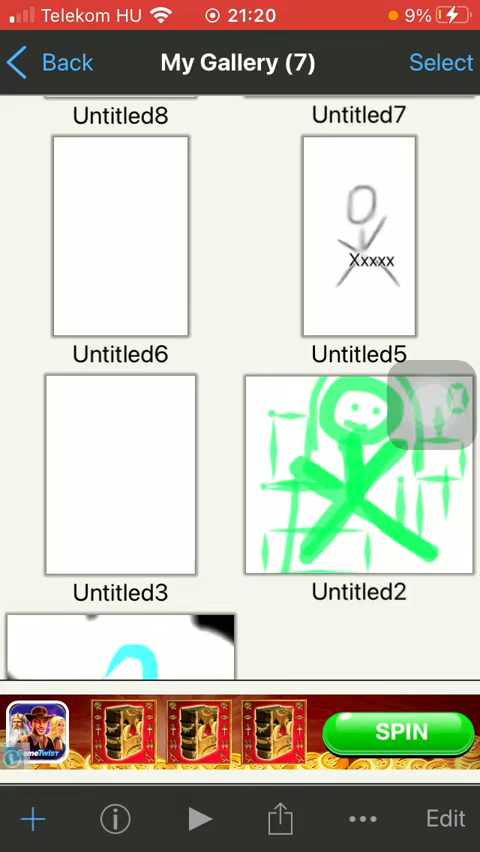 Telekom HU 21:20 9%
Back My Gallery (7) Select
Untitled8 Untitled7
Xxxxx
Untitled6 Untitled5
Untitled3 Untitled2
GameTwist SPIN
Edit